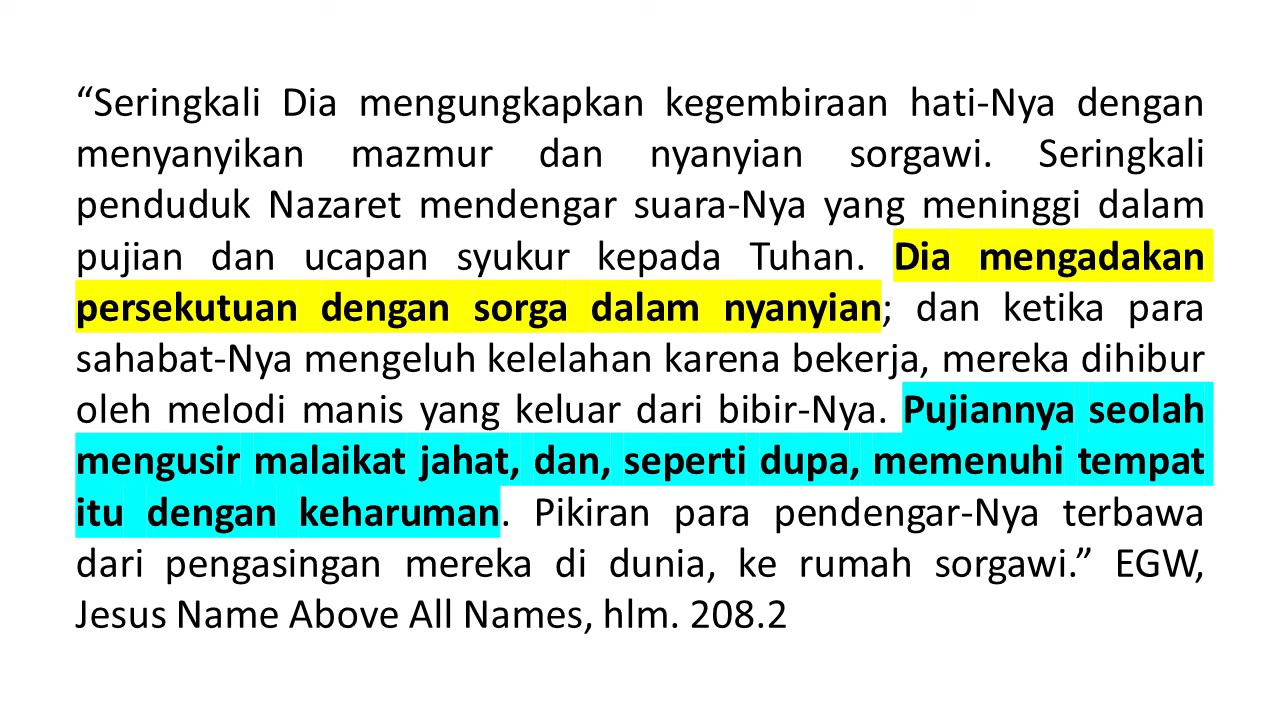 “Seringkali Dia mengungkapkan kegembiraan hati-Nya dengan
menyanyikan mazmur dan nyanyian sorgawi. Seringkali
penduduk Nazaret mendengar suara-Nya yang meninggi dalam
pujian dan ucapan syukur kepada Tuhan. Dia mengadakan
persekutuan dengan sorga dalam nyanyian; dan ketika para
sahabat-Nya mengeluh kelelahan karena bekerja, mereka dihibur
oleh melodi manis yang keluar dari bibir-Nya. Pujiannya seolah
mengusir malaikat jahat, dan, seperti dupa, memenuhi tempat
itu dengan keharuman. Pikiran para pendengar-Nya terbawa
dari pengasingan mereka di dunia, ke rumah sorgawi.” EGW,
Jesus Name Above All Names, hlm. 208.2